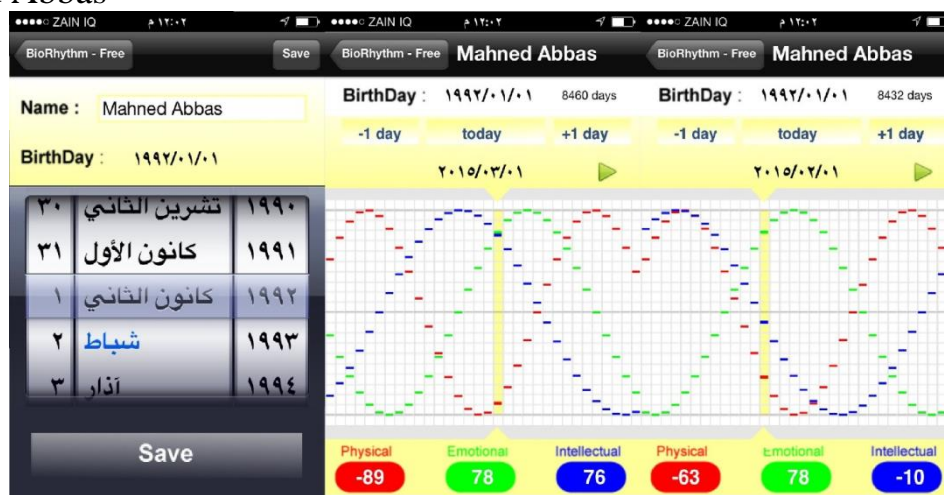 Abbas
ZAIN IQ ١٢:٠٢ م
BioRhythm - Free Save
Name : Mahned Abbas
BirthDay : ١٩٩٢/٠١/٠١
٣٠ تشرين الثاني ١٩٩٠
٣١ كانون الأول ١٩٩١
١ كانون الثاني ١٩٩٢
٢ شباط ١٩٩٣
٣ آذار ١٩٩٤
Save
ZAIN IQ ١٢:٠٢ م
BioRhythm - Free Mahned Abbas
BirthDay : ١٩٩٢/٠١/٠١ 8460 days
-1 day today +1 day
٢٠١٥/٠٣/٠١
Physical Emotional Intellectual
-89 78 76
ZAIN IQ ١٢:٠٢ م
BioRhythm - Free Mahned Abbas
BirthDay : ١٩٩٢/٠١/٠١ 8432 days
-1 day today +1 day
٢٠١٥/٠٢/٠١
Physical Emotional Intellectual
-63 78 -10